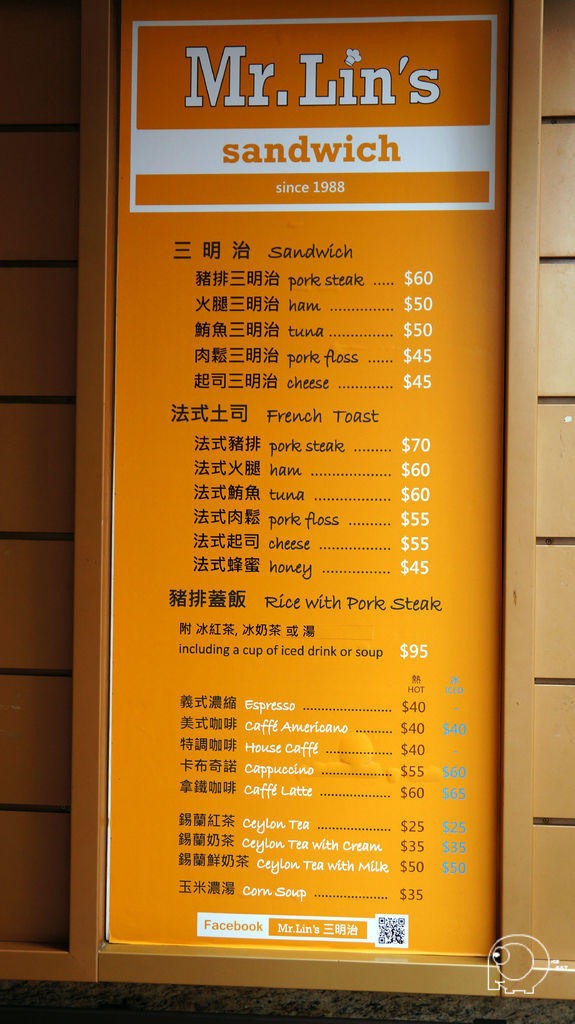 Mr. Lin's
sandwich
since 1988
三 明 治 Sandwich
豬排三明治 pork steak ..... $60
火腿三明治 ham ............... $50
鮪魚三明治 tuna ............... $50
肉鬆三明治 pork floss ...... $45
起司三明治 cheese ............ $45
法式土司 French Toast
法式豬排 pork steak ......... $70
法式火腿 ham .................. $60
法式鮪魚 tuna .................. $60
法式肉鬆 pork floss .......... $55
法式起司 cheese ................ $55
法式蜂蜜 honey ................ $45
豬排蓋飯 Rice with Pork Steak
附 冰紅茶, 冰奶茶 或 湯
including a cup of iced drink or soup $95
熱 冰
HOT ICED
義式濃縮 Espresso ...................... $40 -
美式咖啡 Caffé Americano ......... $40 $40
特調咖啡 House Caffé ................. $40 -
卡布奇諾 Cappuccino .................. $55 $60
拿鐵咖啡 Caffé Latte ................... $60 $65
錫蘭紅茶 Ceylon Tea ................... $25 $25
錫蘭奶茶 Ceylon Tea with Cream $35 $35
錫蘭鮮奶茶 Ceylon Tea with Milk $50 $50
玉米濃湯 Corn Soup .................... $35
Facebook Mr.Lin's 三明治